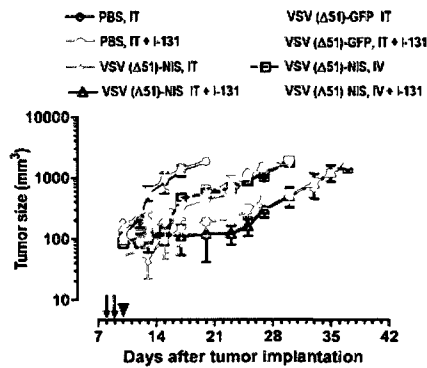 PBS, IT
PBS, IT + I-131
VSV (Δ51)-NIS, IT
VSV (Δ51)-NIS IT + I-131
VSV (Δ51)-GFP IT
VSV (Δ51)-GFP, IT + I-131
VSV (Δ51)-NIS, IV
VSV (Δ51) NIS, IV + I-131
Tumor size (mm³)
10000
1000
100
10
7 14 21 28 35 42
Days after tumor implantation